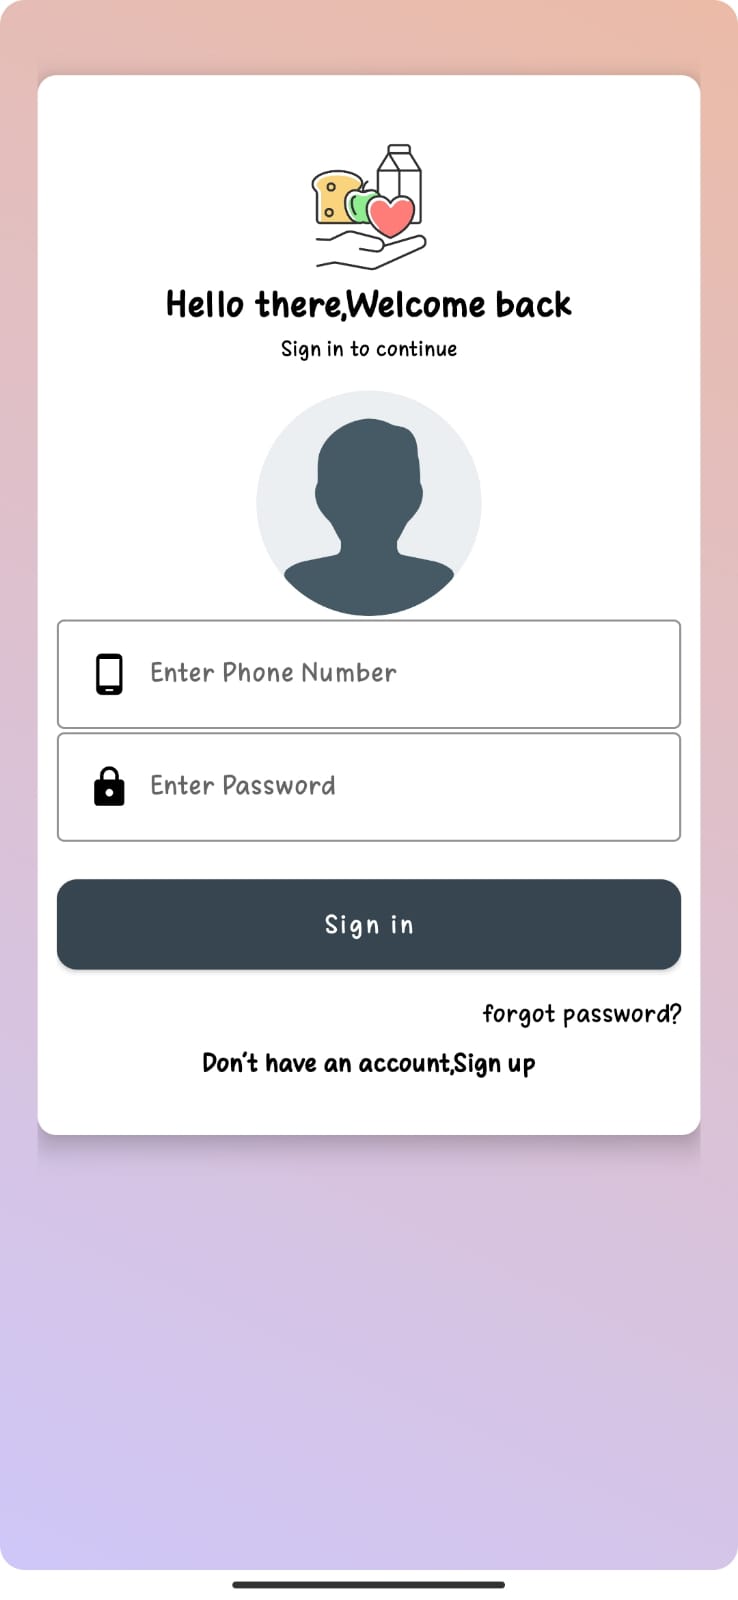 Hello there,Welcome back
Sign in to continue
Enter Phone Number
Enter Password
Sign in
forgot password?
Don't have an account,Sign up